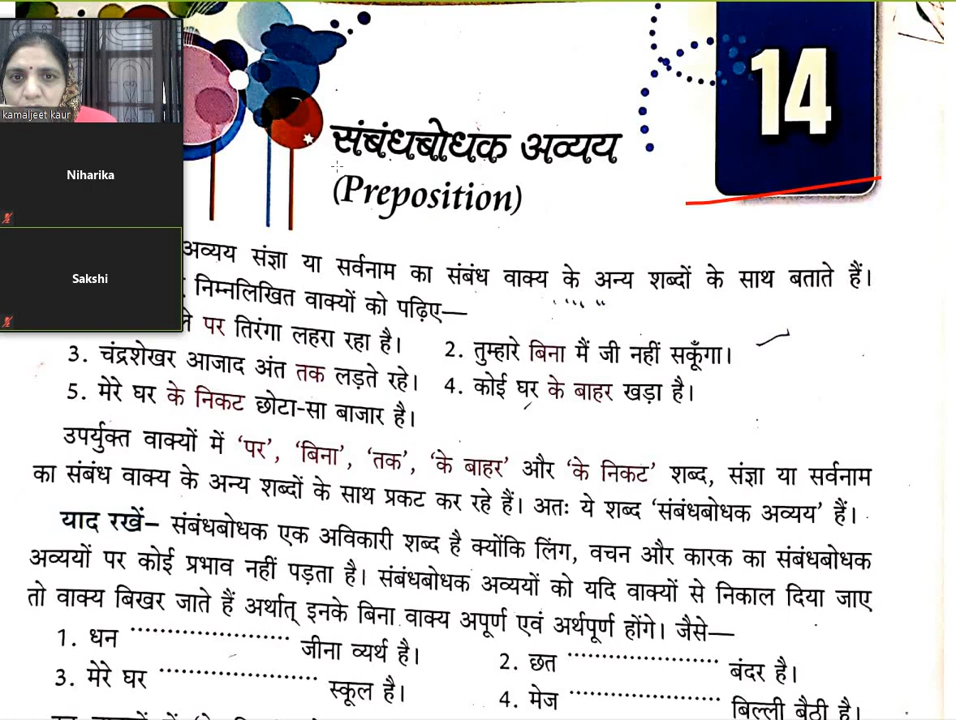 kamaljeet kaur
Niharika
Sakshi
14
संबंधबोधक अव्यय
(Preposition)
अव्यय संज्ञा या सर्वनाम का संबंध वाक्य के अन्य शब्दों के साथ बताते हैं।
निम्नलिखित वाक्यों को पढ़िए—
पर तिरंगा लहरा रहा है।
2. तुम्हारे बिना मैं जी नहीं सकूँगा।
3. चंद्रशेखर आजाद अंत तक लड़ते रहे।
4. कोई घर के बाहर खड़ा है।
5. मेरे घर के निकट छोटा-सा बाजार है।
उपर्युक्त वाक्यों में ‘पर’, ‘बिना’, ‘तक’, ‘के बाहर’ और ‘के निकट’ शब्द, संज्ञा या सर्वनाम
का संबंध वाक्य के अन्य शब्दों के साथ प्रकट कर रहे हैं। अतः ये शब्द ‘संबंधबोधक अव्यय’ हैं।
याद रखें– संबंधबोधक एक अविकारी शब्द है क्योंकि लिंग, वचन और कारक का संबंधबोधक
अव्ययों पर कोई प्रभाव नहीं पड़ता है। संबंधबोधक अव्ययों को यदि वाक्यों से निकाल दिया जाए
तो वाक्य बिखर जाते हैं अर्थात् इनके बिना वाक्य अपूर्ण एवं अर्थपूर्ण होंगे। जैसे—
1. धन .................... जीना व्यर्थ है।
2. छत .................... बंदर है।
3. मेरे घर .................... स्कूल है।
4. मेज .................... बिल्ली बैठी है।